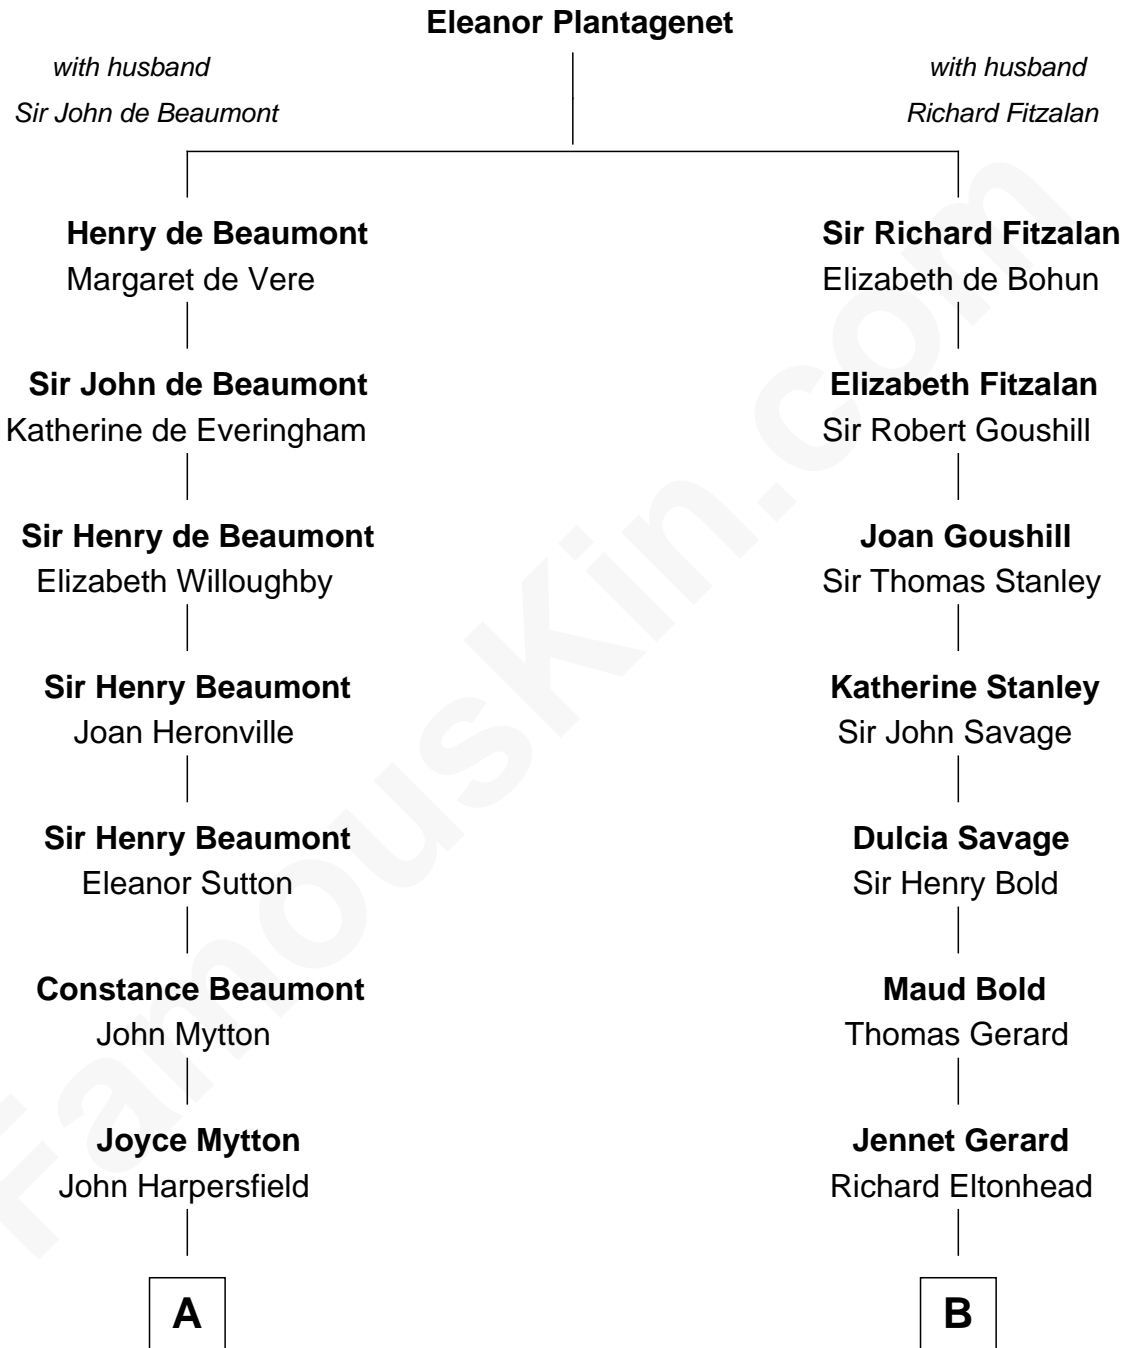 Eleanor Plantagenet
with husband
Sir John de Beaumont
with husband
Richard Fitzalan
Henry de Beaumont
Margaret de Vere
Sir Richard Fitzalan
Elizabeth de Bohun
Sir John de Beaumont
Katherine de Everingham
Elizabeth Fitzalan
Sir Robert Goushill
Sir Henry de Beaumont
Elizabeth Willoughby
Joan Goushill
Sir Thomas Stanley
Sir Henry Beaumont
Joan Heronville
Katherine Stanley
Sir John Savage
Sir Henry Beaumont
Eleanor Sutton
Dulcia Savage
Sir Henry Bold
Constance Beaumont
John Mytton
Maud Bold
Thomas Gerard
Joyce Mytton
John Harpersfield
Jennet Gerard
Richard Eltonhead
A
B
FamousKin.com